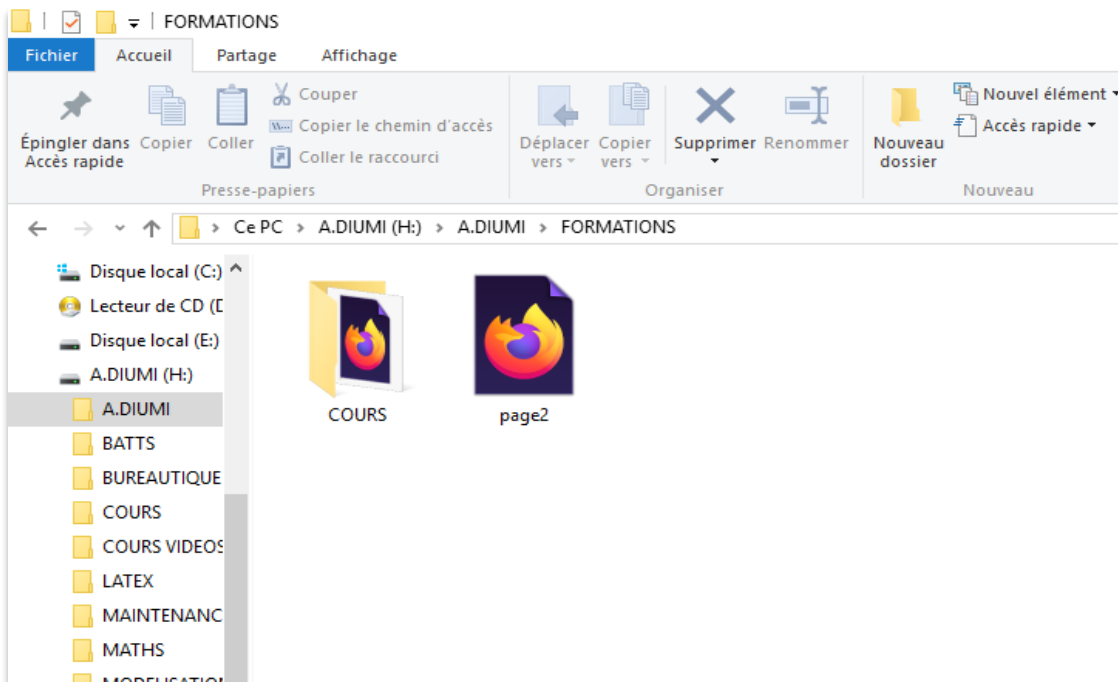 FORMATIONS
Fichier Accueil Partage Affichage
Épingler dans Accès rapide
Copier
Coller
Couper
Copier le chemin d'accès
Coller le raccourci
Presse-papiers
Déplacer vers
Copier vers
Supprimer
Renommer
Organiser
Nouveau dossier
Nouvel élément
Accès rapide
Nouveau
Ce PC > A.DIUMI (H:) > A.DIUMI > FORMATIONS
Disque local (C:)
Lecteur de CD (D
Disque local (E:)
A.DIUMI (H:)
A.DIUMI
BATTS
BUREAUTIQUE
COURS
COURS VIDEOS
LATEX
MAINTENANC
MATHS
COURS
page2